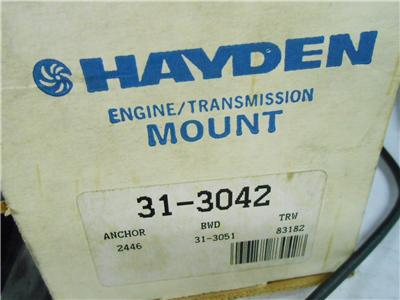 HAYDEN
ENGINE/TRANSMISSION
MOUNT
31-3042
ANCHOR BWD TRW
2446 31-3051 83182